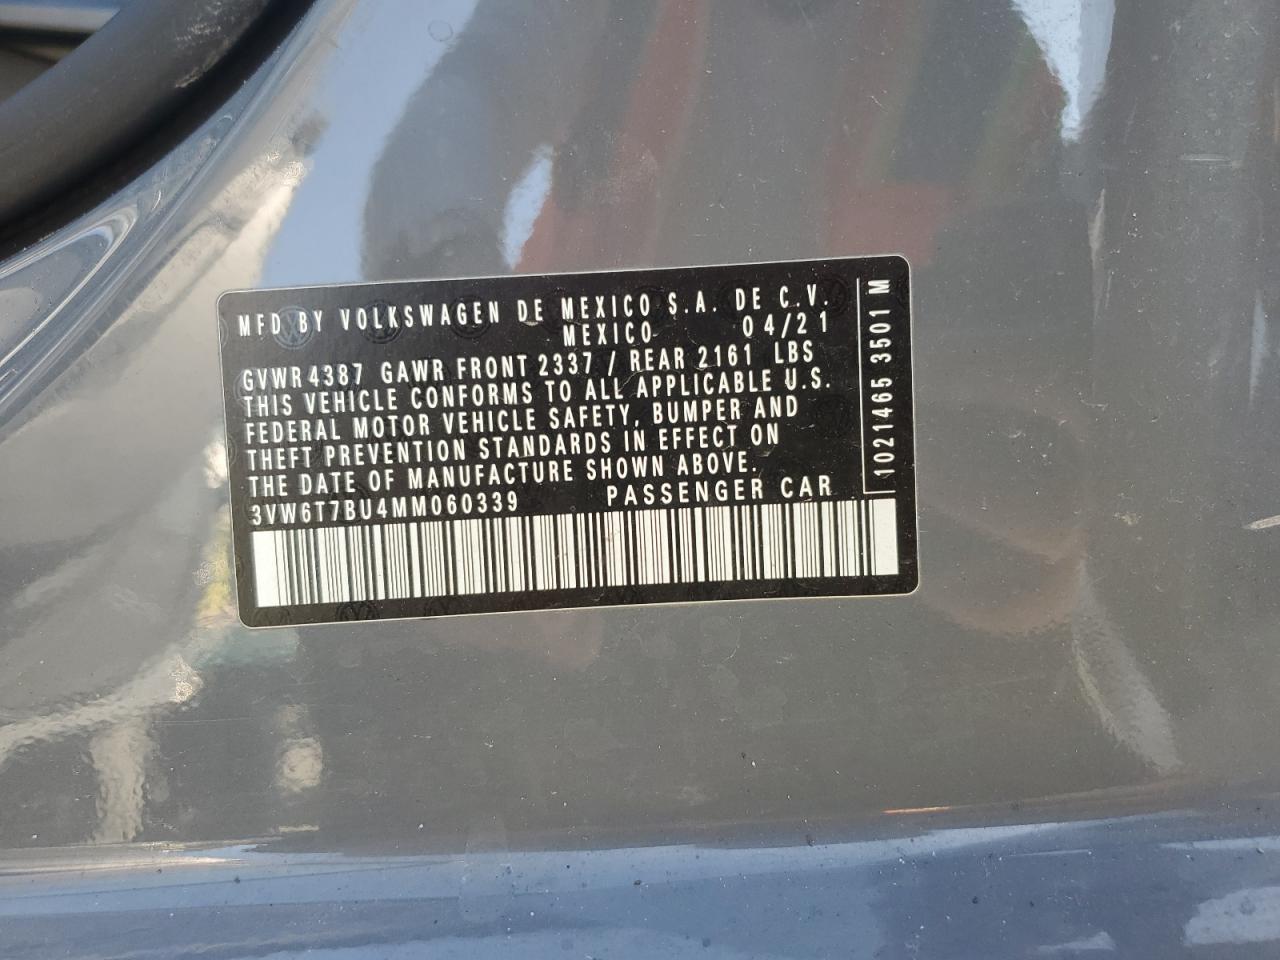 MFD BY VOLKSWAGEN DE MEXICO S.A. DE C.V.
MEXICO 04/21
GVWR 4387 GAWR FRONT 2337 / REAR 2161 LBS
THIS VEHICLE CONFORMS TO ALL APPLICABLE U.S.
FEDERAL MOTOR VEHICLE SAFETY, BUMPER AND
THEFT PREVENTION STANDARDS IN EFFECT ON
THE DATE OF MANUFACTURE SHOWN ABOVE.
3VW6T7BU4MM060339 PASSENGER CAR
1021465 3501 M